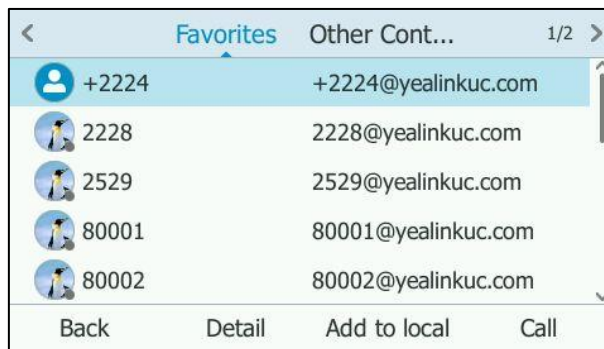 < Favorites Other Cont... 1/2 >
+2224 +2224@yealinkuc.com
2228 2228@yealinkuc.com
2529 2529@yealinkuc.com
80001 80001@yealinkuc.com
80002 80002@yealinkuc.com
Back Detail Add to local Call